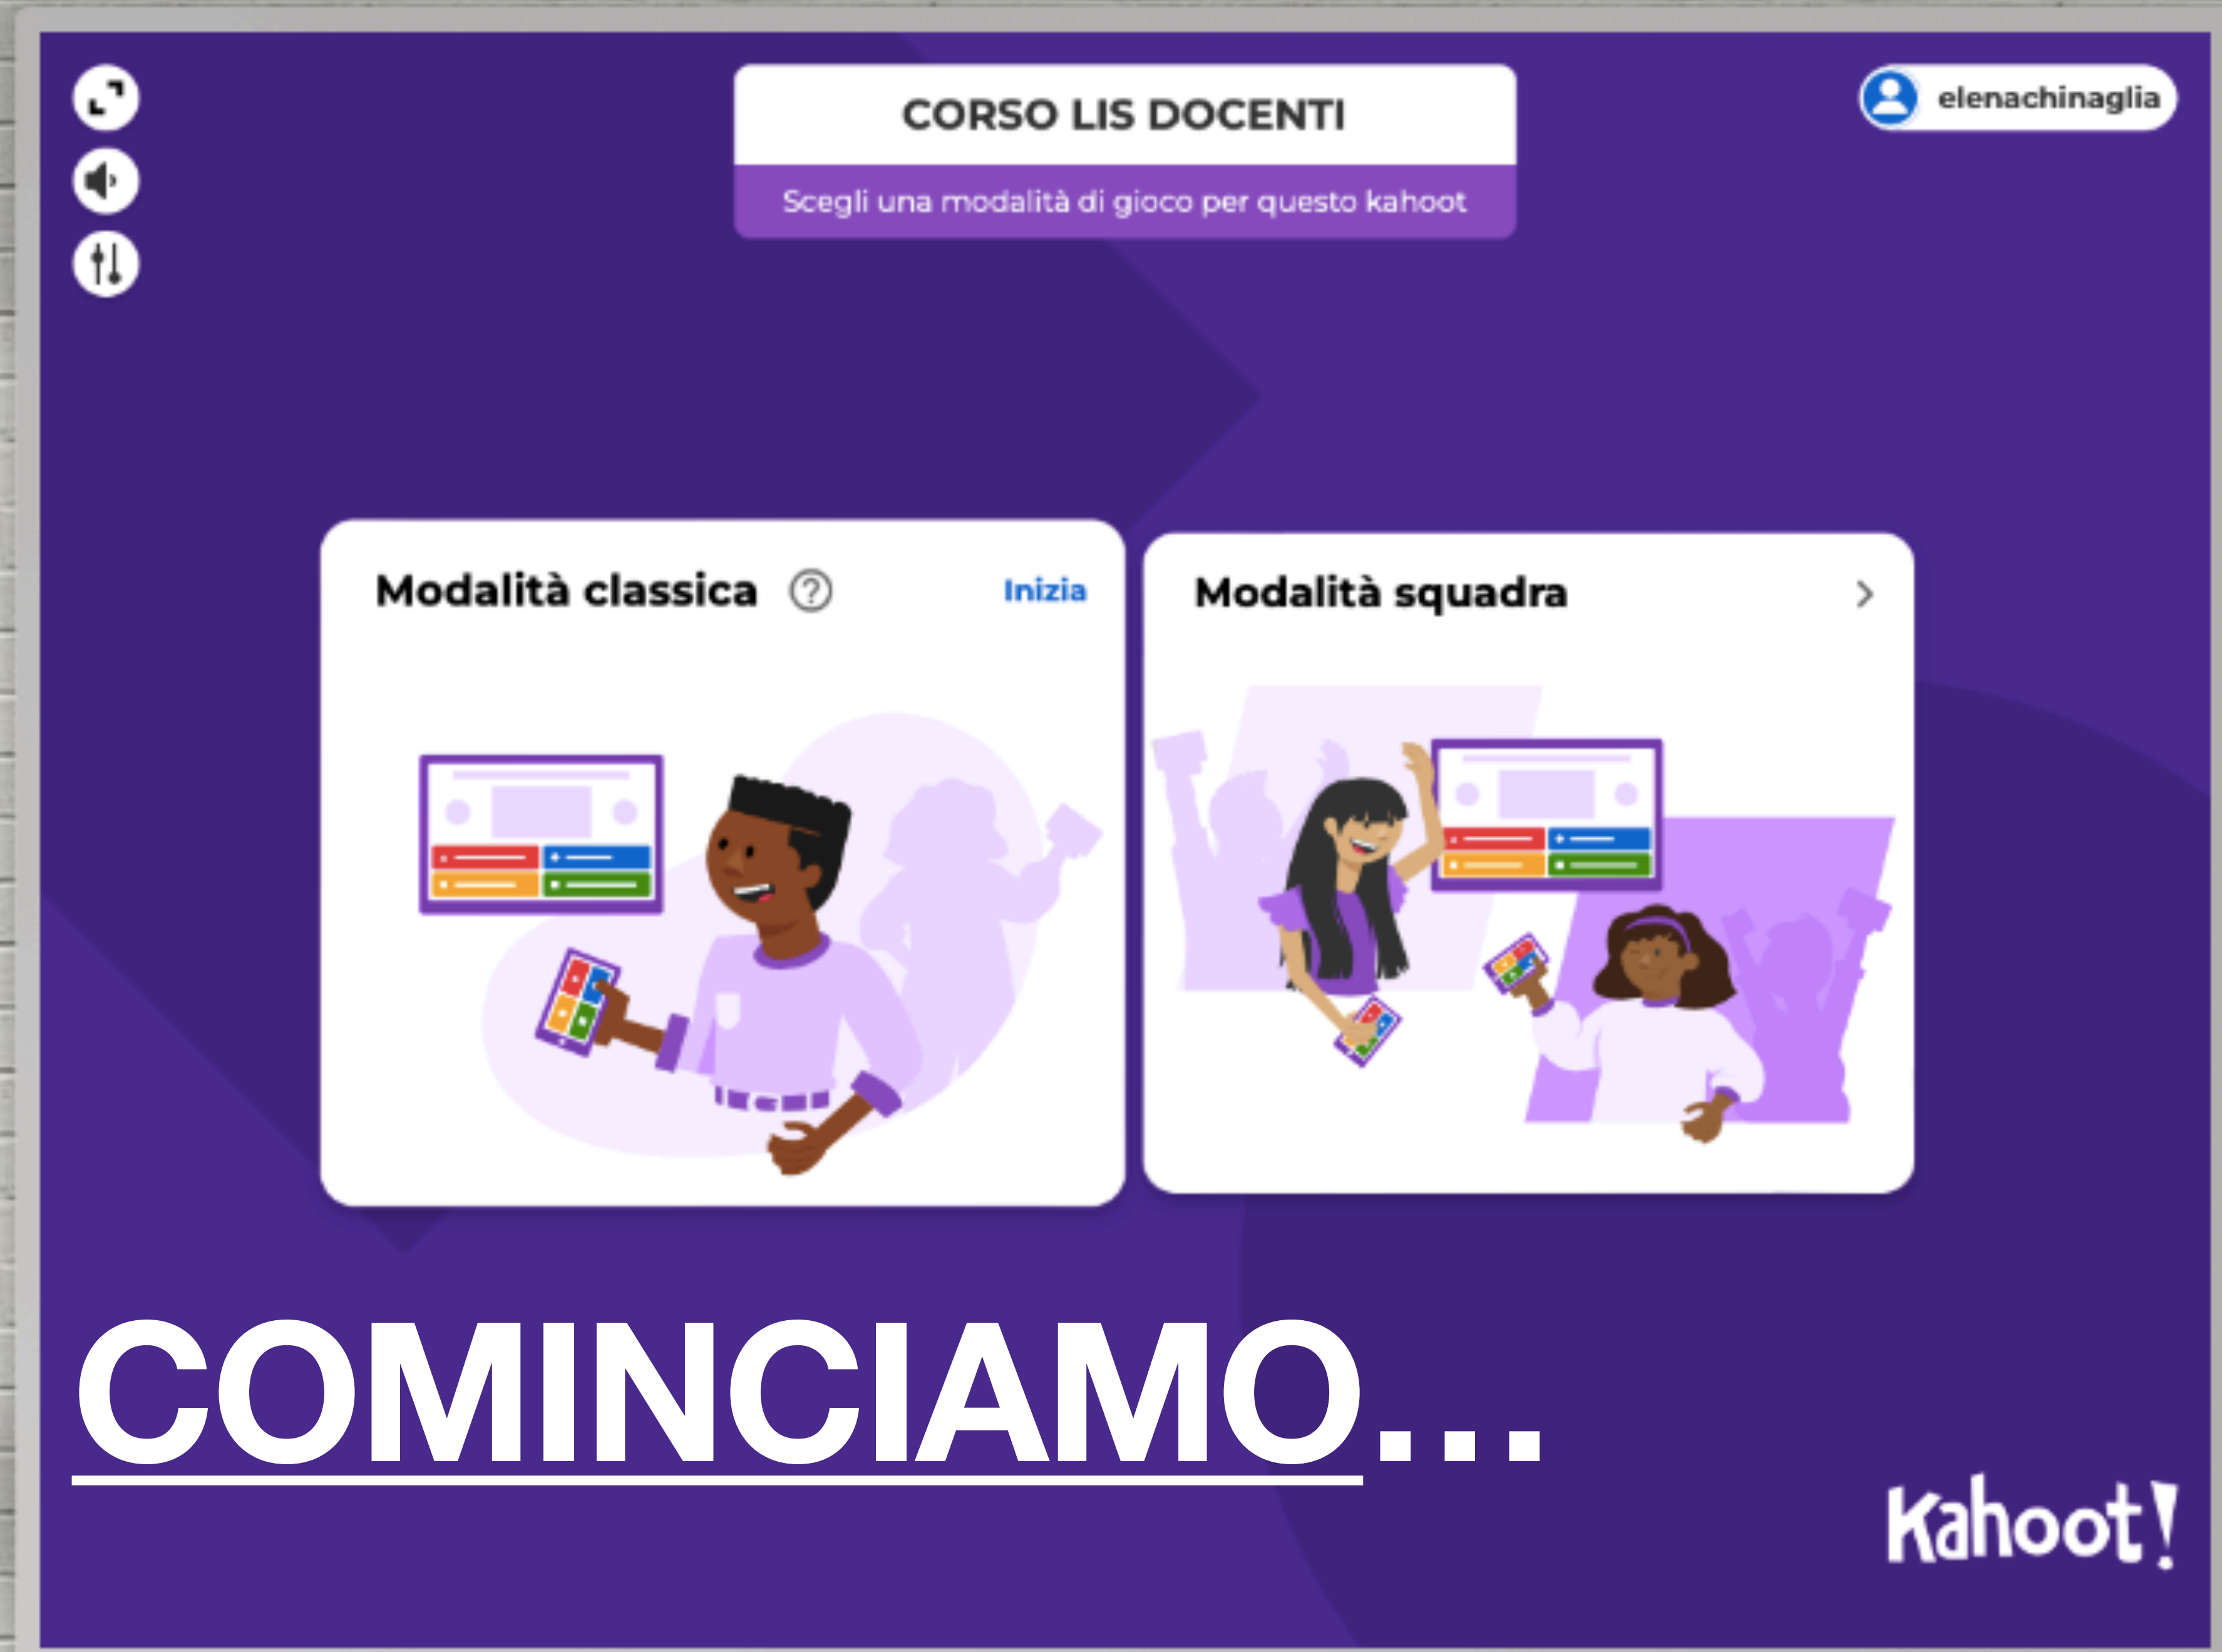 CORSO LIS DOCENTI
elenachinaglia
Scegli una modalità di gioco per questo kahoot
Modalità classica ? Inizia
Modalità squadra
COMINCIAMO...
Kahoot!